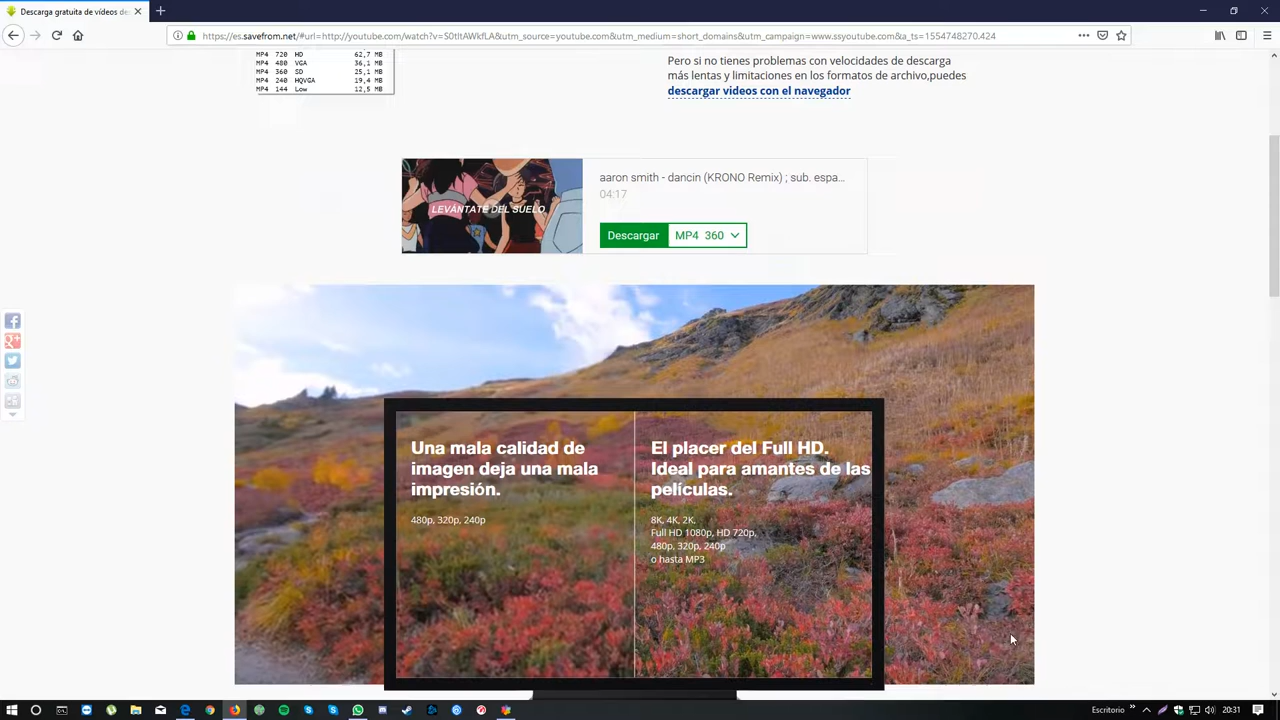 Descarga gratuita de vídeos de
https://es.savefrom.net/#url=http://youtube.com/watch?v=S0tltAWkfLA&utm_source=youtube.com&utm_medium=short_domains&utm_campaign=www.ssyoutube.com&a_ts=1554748270.424
MP4 720 HD 62,7 MB
MP4 480 VGA 36,1 MB
MP4 360 SD 25,1 MB
MP4 240 HQVGA 19,4 MB
MP4 144 Low 12,5 MB
Pero si no tienes problemas con velocidades de descarga
más lentas y limitaciones en los formatos de archivo,puedes
descargar videos con el navegador
LEVÁNTATE DEL SUELO
aaron smith - dancin (KRONO Remix) ; sub. espa...
04:17
Descargar MP4 360
Una mala calidad de
imagen deja una mala
impresión.
480p, 320p, 240p
El placer del Full HD.
Ideal para amantes de las
películas.
8K, 4K, 2K.
Full HD 1080p, HD 720p,
480p, 320p, 240p
o hasta MP3
Escritorio
20:31